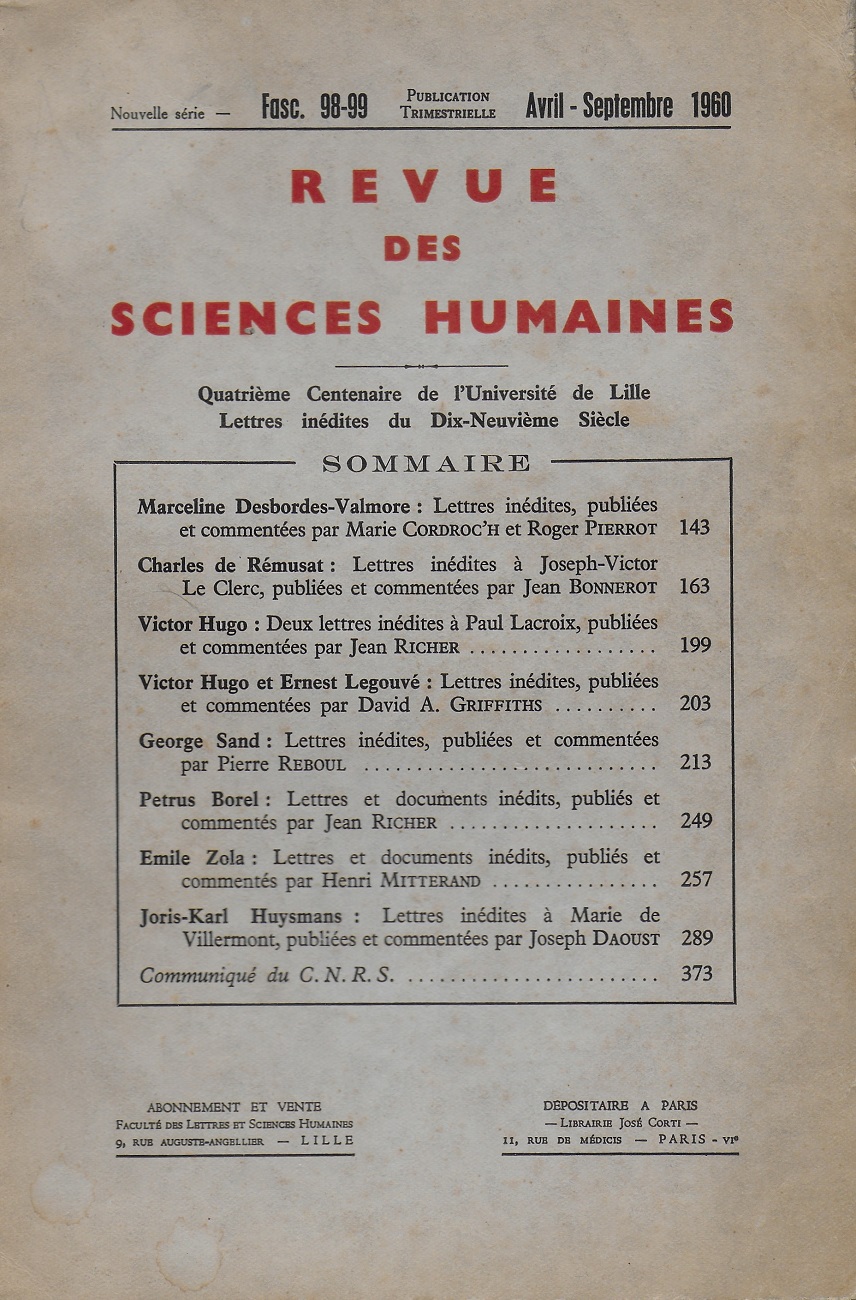 Nouvelle série — Fasc. 98-99 PUBLICATION TRIMESTRIELLE Avril - Septembre 1960
REVUE
DES
SCIENCES HUMAINES
Quatrième Centenaire de l'Université de Lille
Lettres inédites du Dix-Neuvième Siècle
SOMMAIRE
Marceline Desbordes-Valmore : Lettres inédites, publiées
et commentées par Marie CORDROC'H et Roger PIERROT 143
Charles de Rémusat : Lettres inédites à Joseph-Victor
Le Clerc, publiées et commentées par Jean BONNEROT 163
Victor Hugo : Deux lettres inédites à Paul Lacroix, publiées
et commentées par Jean RICHER .................. 199
Victor Hugo et Ernest Legouvé : Lettres inédites, publiées
et commentées par David A. GRIFFITHS .......... 203
George Sand : Lettres inédites, publiées et commentées
par Pierre REBOUL ............................ 213
Petrus Borel : Lettres et documents inédits, publiés et
commentés par Jean RICHER .................... 249
Emile Zola : Lettres et documents inédits, publiés et
commentés par Henri MITTERAND ................ 257
Joris-Karl Huysmans : Lettres inédites à Marie de
Villermont, publiées et commentées par Joseph DAOUST 289
Communiqué du C. N. R. S. ........................ 373
ABONNEMENT ET VENTE
FACULTÉ DES LETTRES ET SCIENCES HUMAINES
9, RUE AUGUSTE-ANGELLIER — LILLE
DÉPOSITAIRE A PARIS
— LIBRAIRIE JOSÉ CORTI —
11, RUE DE MÉDICIS — PARIS - VIe